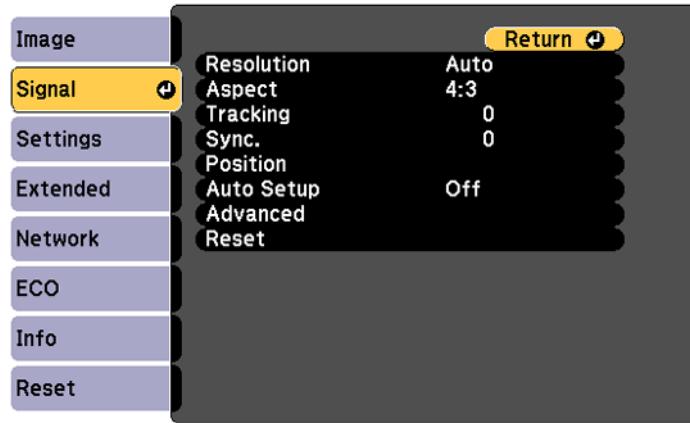 Image
Signal
Settings
Extended
Network
ECO
Info
Reset
Return
Resolution Auto
Aspect 4:3
Tracking 0
Sync. 0
Position
Auto Setup Off
Advanced
Reset